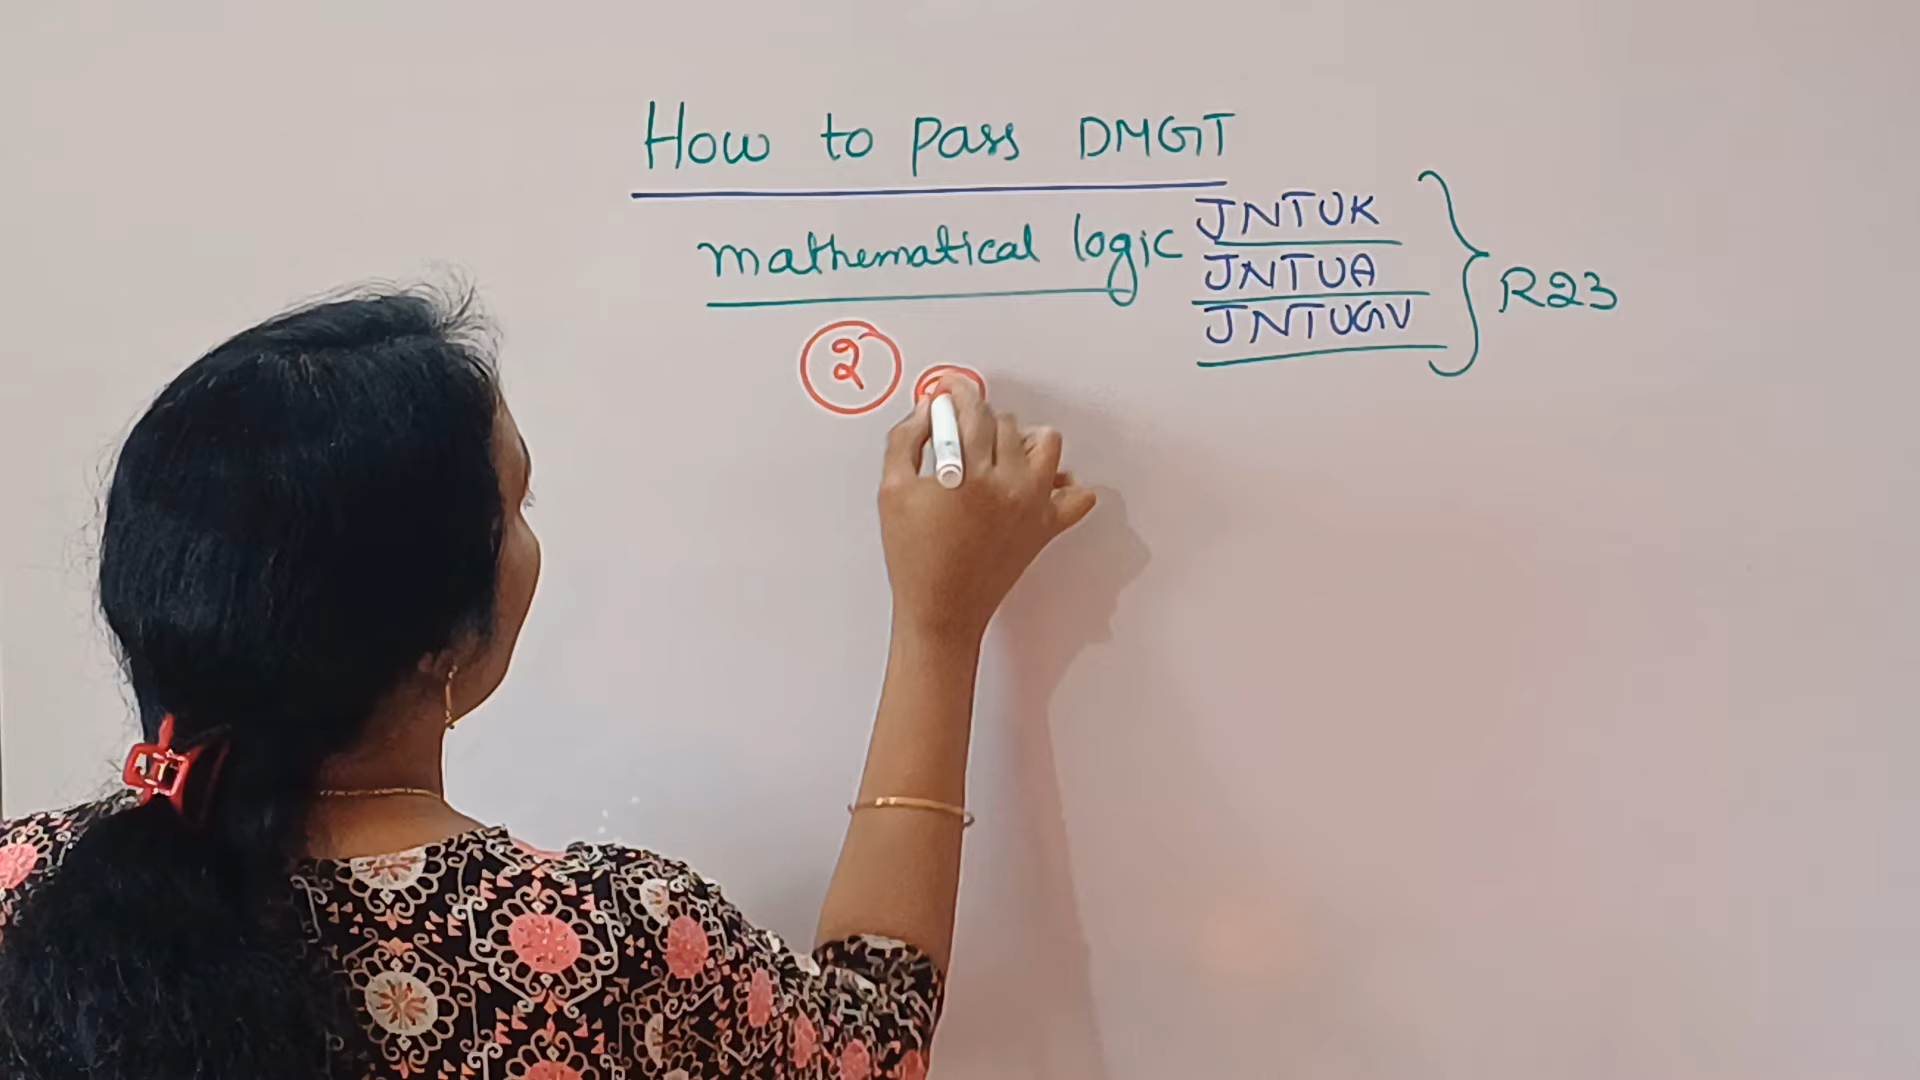 How to pass DMGT
mathematical logic
JNTUK
JNTUA
JNTUGV
R23
2